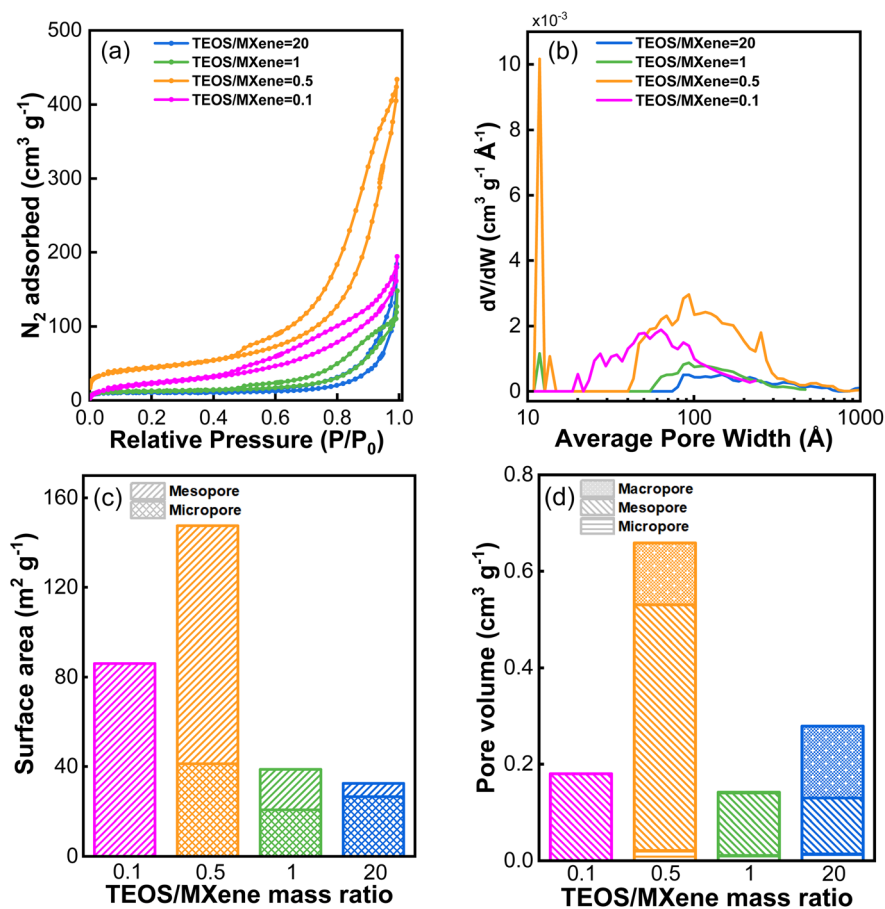 (a)
TEOS/MXene=20
TEOS/MXene=1
TEOS/MXene=0.5
TEOS/MXene=0.1
500
400
300
200
100
0
N₂ adsorbed (cm³ g⁻¹)
0.0 0.2 0.4 0.6 0.8 1.0
Relative Pressure (P/P₀)
×10⁻³
(b)
TEOS/MXene=20
TEOS/MXene=1
TEOS/MXene=0.5
TEOS/MXene=0.1
10
8
6
4
2
0
dV/dW (cm³ g⁻¹ Å⁻¹)
10 100 1000
Average Pore Width (Å)
(c)
Mesopore
Micropore
160
120
80
40
0
Surface area (m² g⁻¹)
0.1 0.5 1 20
TEOS/MXene mass ratio
(d)
Macropore
Mesopore
Micropore
0.8
0.6
0.4
0.2
0.0
Pore volume (cm³ g⁻¹)
0.1 0.5 1 20
TEOS/MXene mass ratio